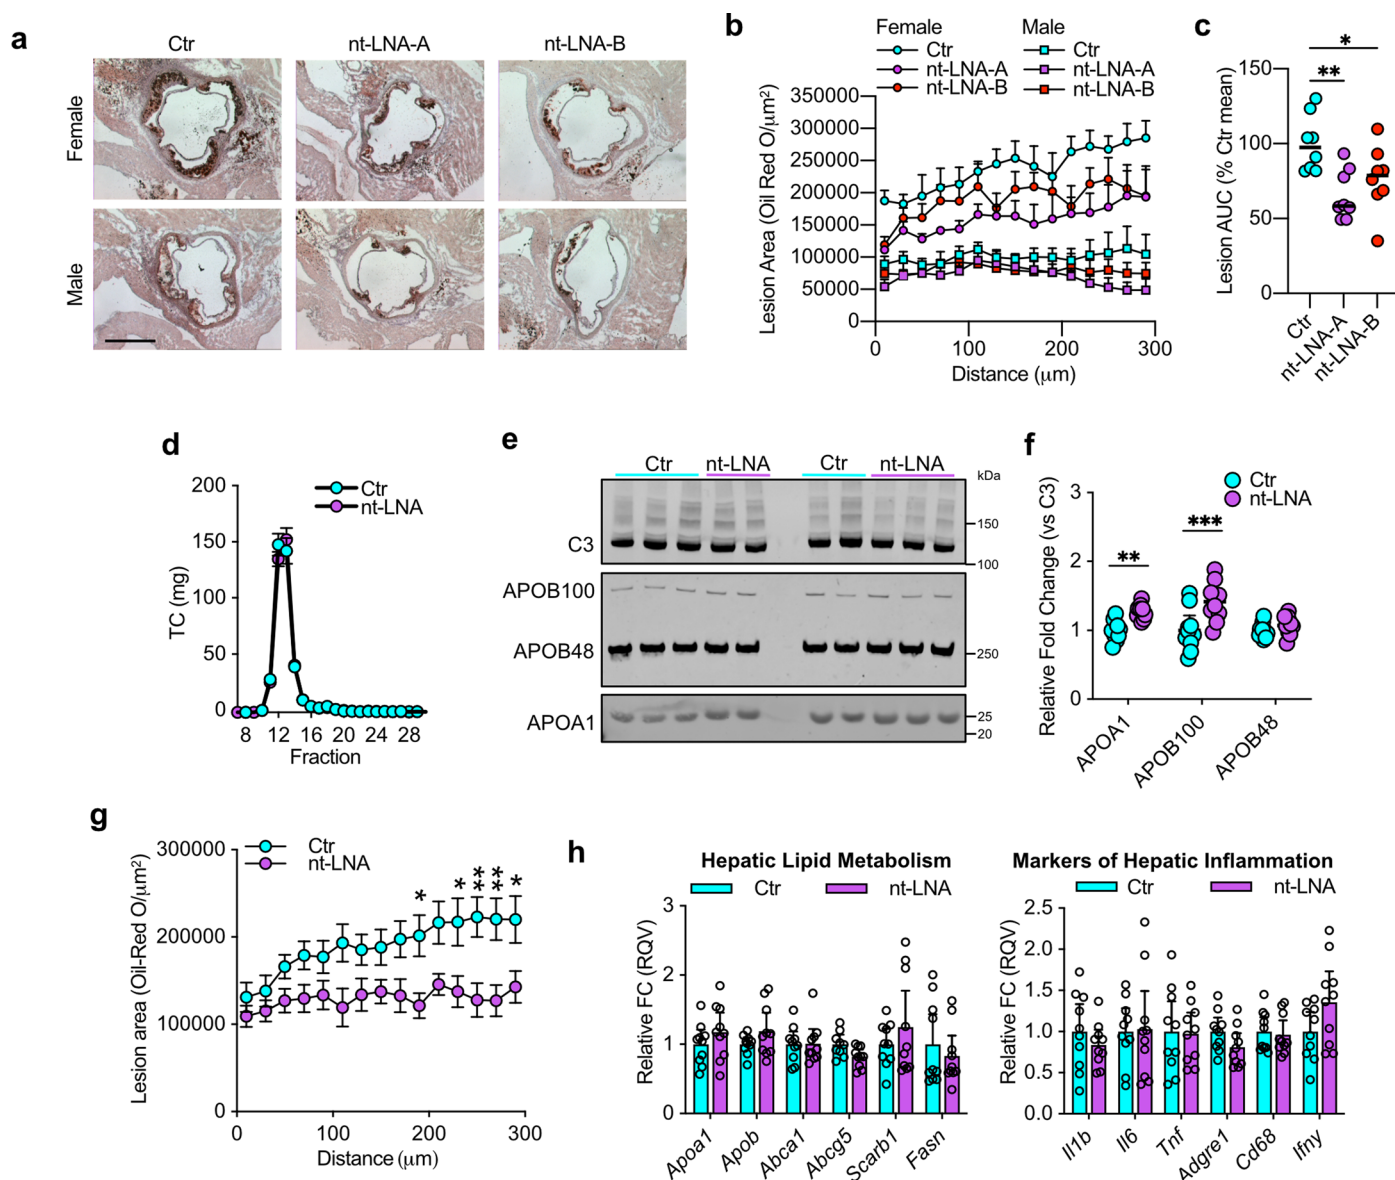 a
Ctr
nt-LNA-A
nt-LNA-B
Female
Male
b
Female
Male
Ctr
Ctr
nt-LNA-A
nt-LNA-A
nt-LNA-B
nt-LNA-B
Lesion Area (Oil Red O/μm²)
350000
300000
250000
200000
150000
100000
50000
0
0
100
200
300
Distance (μm)
c
Lesion AUC (% Ctr mean)
*
**
150
100
50
0
Ctr
nt-LNA-A
nt-LNA-B
d
Ctr
nt-LNA
TC (mg)
200
150
100
50
0
8
12
16
20
24
28
Fraction
e
Ctr
nt-LNA
Ctr
nt-LNA
kDa
C3
150
100
APOB100
APOB48
250
APOA1
25
20
f
Ctr
nt-LNA
Relative Fold Change (vs C3)
3
2
1
0
**
***
APOA1
APOB100
APOB48
g
Ctr
nt-LNA
Lesion area (Oil-Red O/μm²)
300000
200000
100000
0
*
*
**
**
*
0
100
200
300
Distance (μm)
h
Hepatic Lipid Metabolism
Ctr
nt-LNA
Relative FC (RQV)
3
2
1
0
Apoa1
Apob
Abca1
Abcg5
Scarb1
Fasn
Markers of Hepatic Inflammation
Ctr
nt-LNA
Relative FC (RQV)
2.5
2.0
1.5
1.0
0.5
0.0
Il1b
Il6
Tnf
Adgre1
Cd68
Ifny